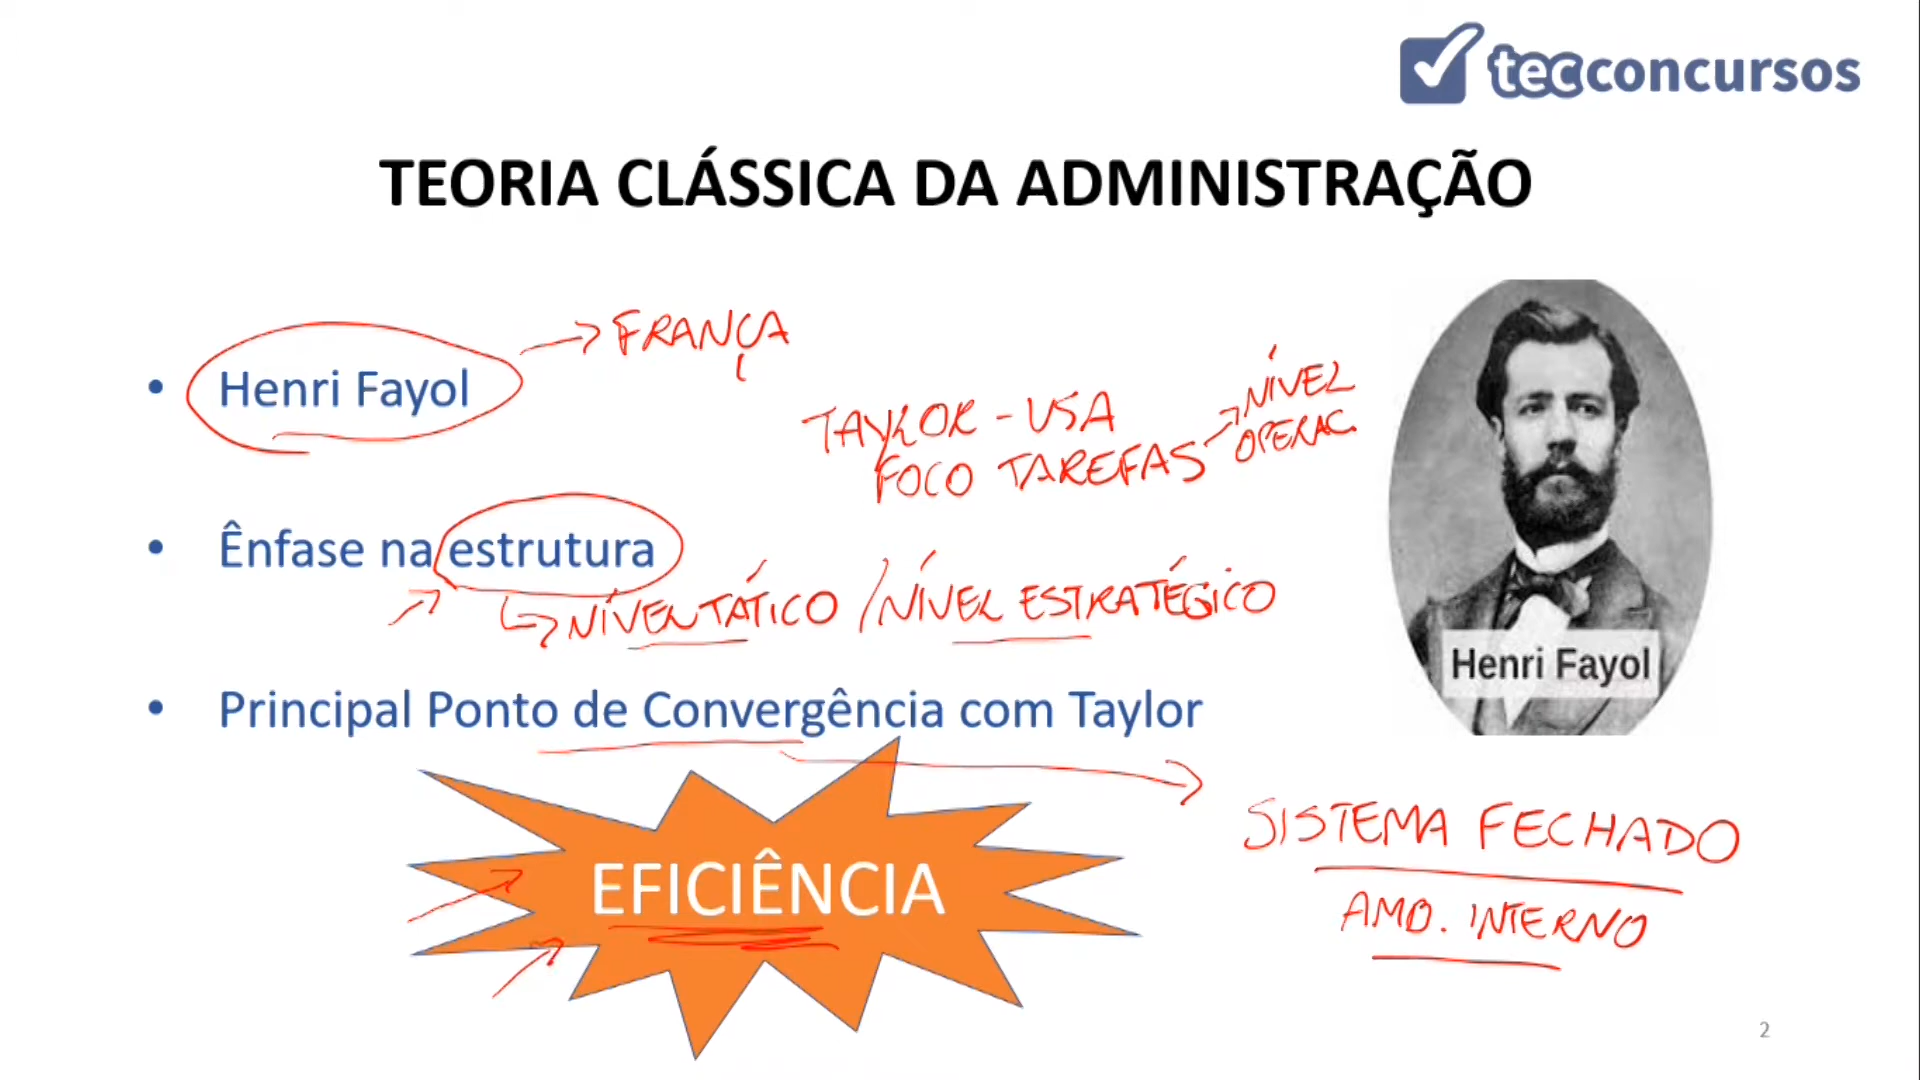 tecconcursos
TEORIA CLÁSSICA DA ADMINISTRAÇÃO
• Henri Fayol
→ FRANÇA
TAYLOR - USA
FOCO TAREFAS → NÍVEL
OPERAC.
• Ênfase na estrutura
↳ NÍVEL TÁTICO / NÍVEL ESTRATÉGICO
Henri Fayol
• Principal Ponto de Convergência com Taylor
SISTEMA FECHADO
EFICIÊNCIA
AMB. INTERNO
2